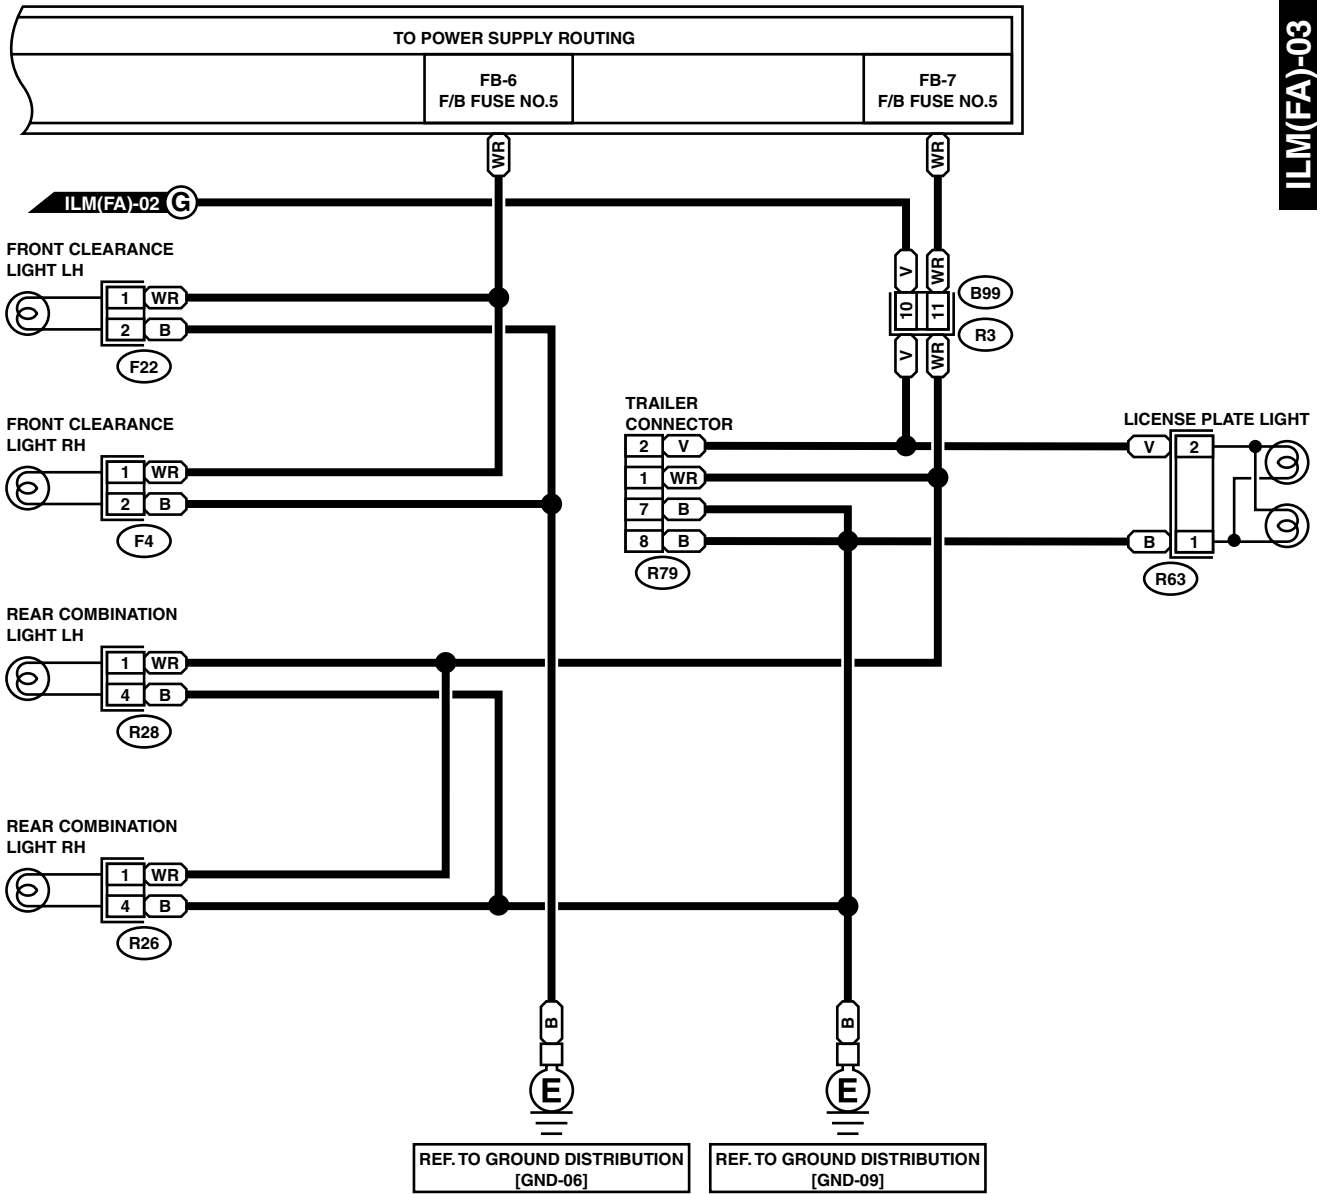 ILM(FA)-03
TO POWER SUPPLY ROUTING
FB-6
F/B FUSE NO.5
FB-7
F/B FUSE NO.5
WR
WR
ILM(FA)-02 G
FRONT CLEARANCE
LIGHT LH
1 WR
2 B
F22
V WR
10 11
B99
R3
V WR
FRONT CLEARANCE
LIGHT RH
1 WR
2 B
F4
TRAILER
CONNECTOR
2 V
1 WR
7 B
8 B
R79
LICENSE PLATE LIGHT
V 2
B 1
R63
REAR COMBINATION
LIGHT LH
1 WR
4 B
R28
REAR COMBINATION
LIGHT RH
1 WR
4 B
R26
B
E
REF. TO GROUND DISTRIBUTION
[GND-06]
B
E
REF. TO GROUND DISTRIBUTION
[GND-09]